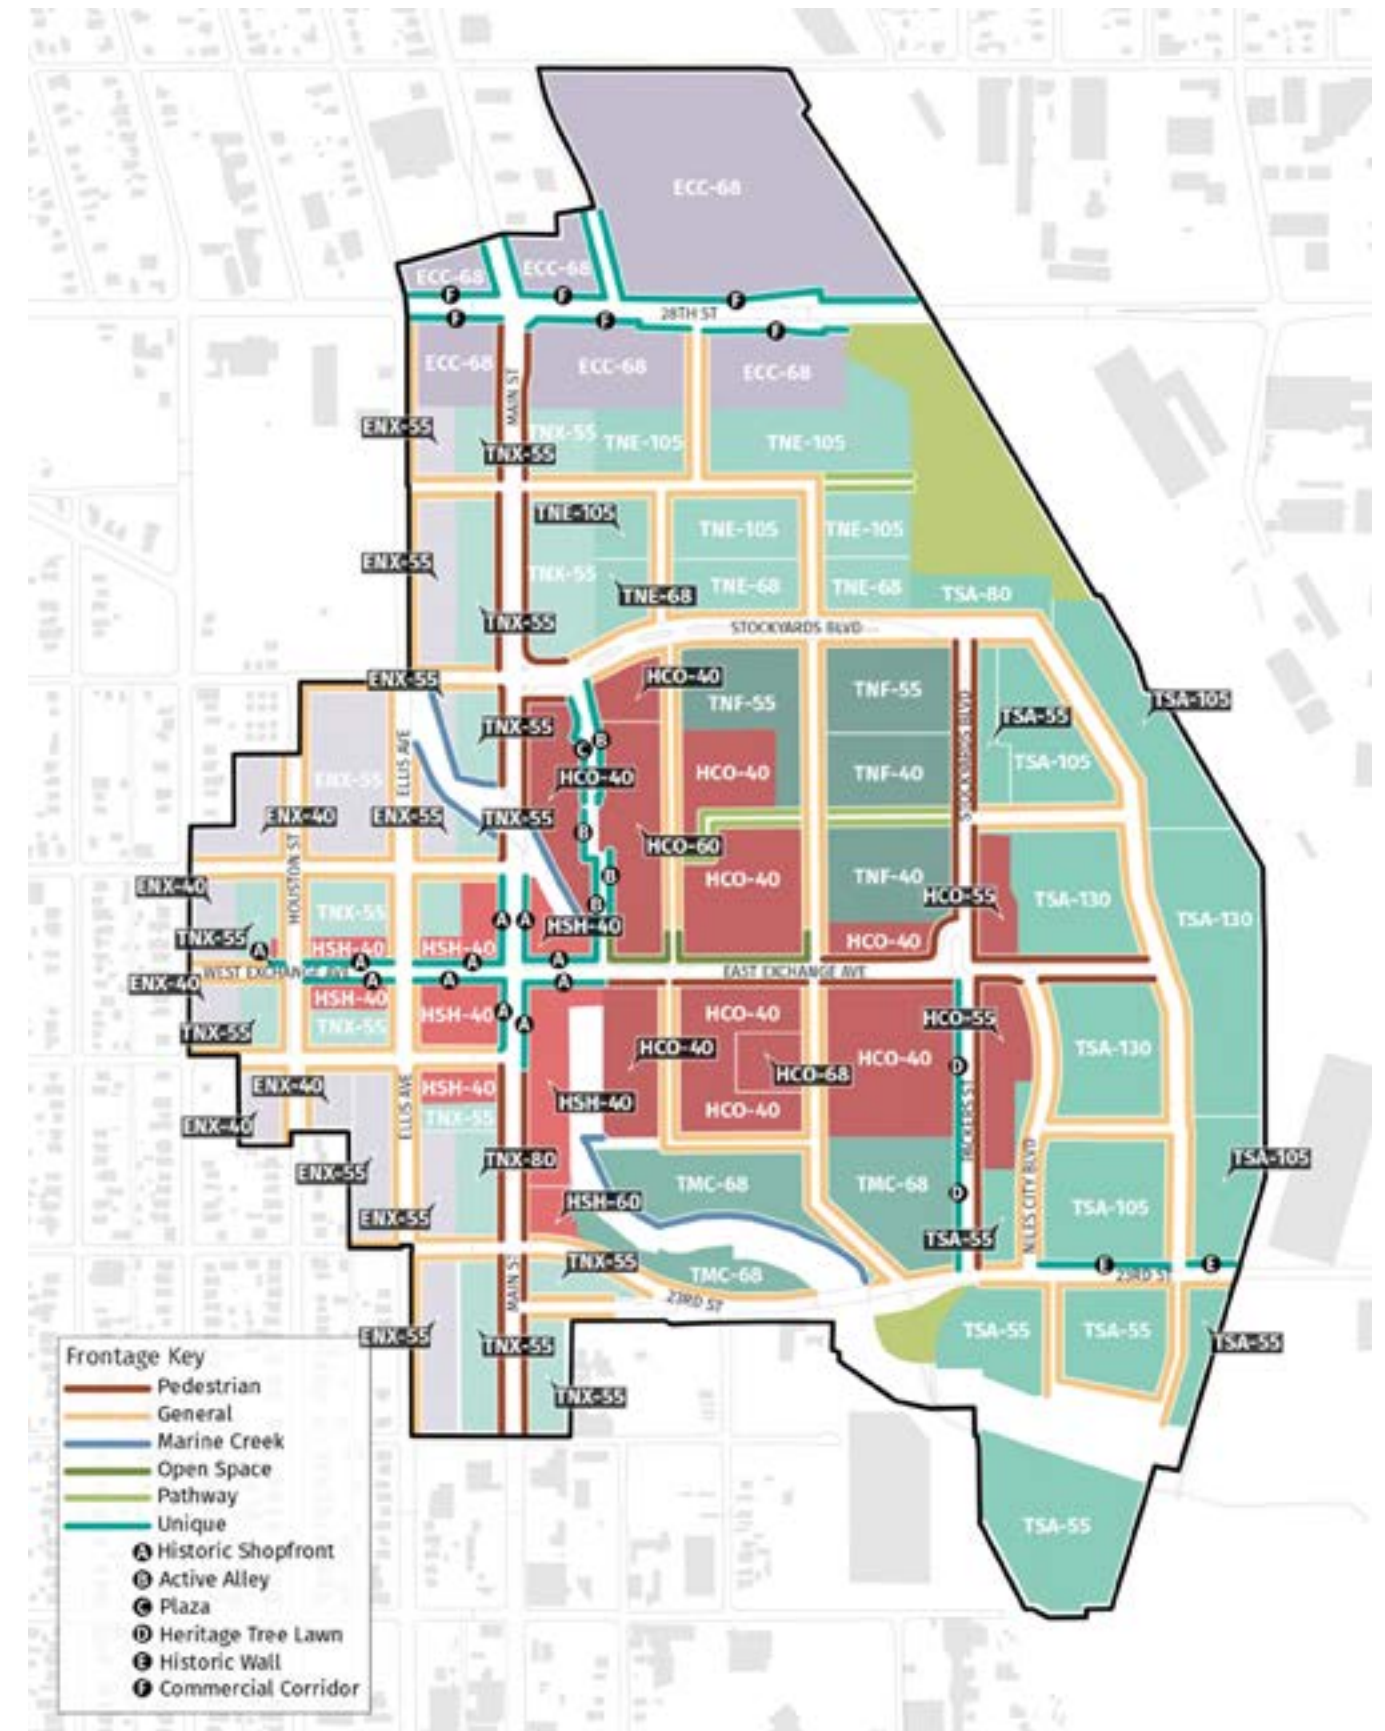 ECC-68
ECC-68
ECC-68
F
F
F
28TH ST
F
F
F
ECC-68
ECC-68
ECC-68
MAIN ST
ENX-55
TNX-55
TNE-105
TNE-105
TNX-55
TNE-105
TNE-105
TNE-105
ENX-55
TNX-55
TNE-68
TNE-68
TNE-68
TSA-80
TNX-55
STOCKYARDS BLVD
ENX-55
HCO-40
TNF-55
TNF-55
TSA-105
TNX-55
TSA-55
ELLIS AVE
B
C
STOCKYARDS BLVD
ENX-55
HCO-40
HCO-40
TNF-40
TSA-105
ENX-40
ENX-55
TNX-55
B
HCO-60
HOUSTON ST
ENX-40
B
HCO-40
TNF-40
HCO-55
TSA-130
B
TNX-55
A
A
HSH-40
TSA-130
TNX-55
A
HSH-40
HSH-40
HCO-40
A
A
A
WEST EXCHANGE AVE
EAST EXCHANGE AVE
ENX-40
A
A
A
HSH-40
HSH-40
A
A
HCO-40
HCO-55
TNX-55
TNX-55
HCO-40
HCO-40
TSA-130
HCO-68
D
ENX-40
ELLIS AVE
HSH-40
HSH-40
HCO-40
PACKERS ST
TNX-55
ENX-40
TNX-80
N NILES CITY BLVD
ENX-55
TSA-105
TMC-68
TMC-68
D
HSH-60
TSA-105
ENX-55
TSA-55
TNX-55
MAIN ST
TMC-68
E
E
23RD ST
23RD ST
ENX-55
TNX-55
TSA-55
TSA-55
TSA-55
TNX-55
TSA-55
Frontage Key
Pedestrian
General
Marine Creek
Open Space
Pathway
Unique
A Historic Shopfront
B Active Alley
C Plaza
D Heritage Tree Lawn
E Historic Wall
F Commercial Corridor